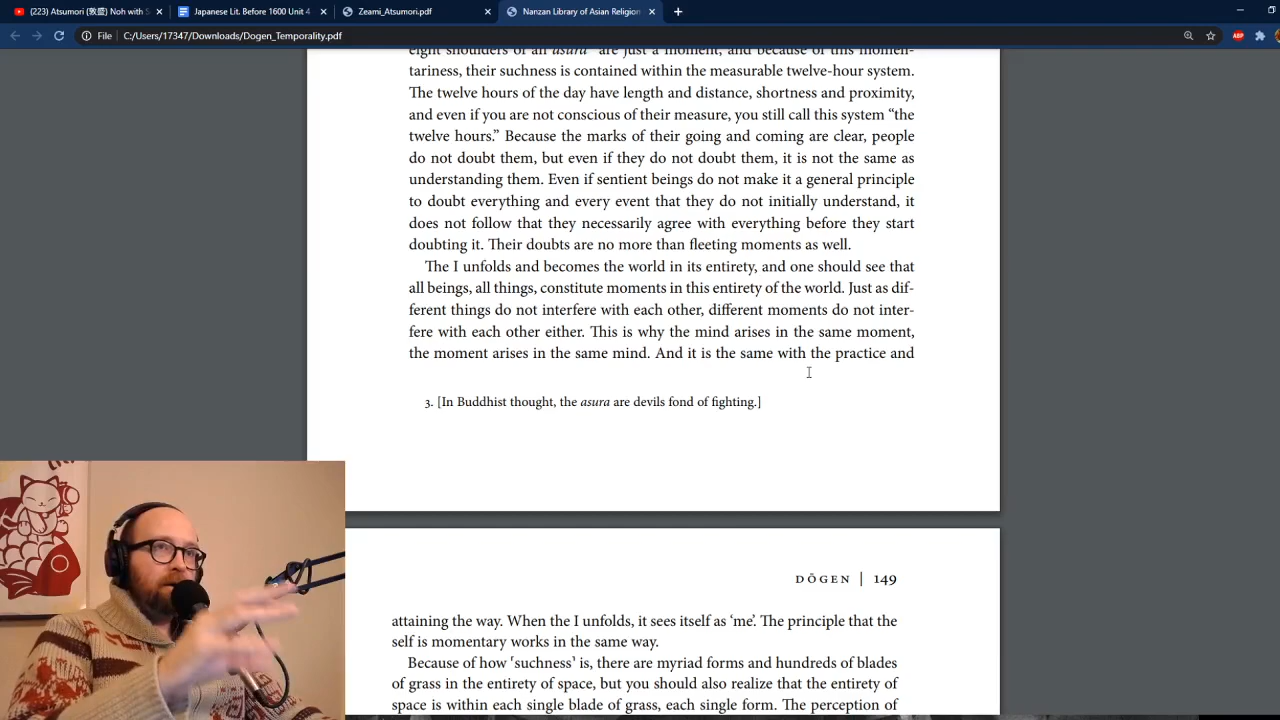 (223) Atsumori (敦盛) Noh with S
Japanese Lit. Before 1600 Unit 4
Zeami_Atsumori.pdf
Nanzan Library of Asian Religion
File
C:/Users/17347/Downloads/Dogen_Temporality.pdf
ABP
eight shoulders of an asura³ are just a moment, and because of this momen-
tariness, their suchness is contained within the measurable twelve-hour system.
The twelve hours of the day have length and distance, shortness and proximity,
and even if you are not conscious of their measure, you still call this system “the
twelve hours.” Because the marks of their going and coming are clear, people
do not doubt them, but even if they do not doubt them, it is not the same as
understanding them. Even if sentient beings do not make it a general principle
to doubt everything and every event that they do not initially understand, it
does not follow that they necessarily agree with everything before they start
doubting it. Their doubts are no more than fleeting moments as well.
The I unfolds and becomes the world in its entirety, and one should see that
all beings, all things, constitute moments in this entirety of the world. Just as dif-
ferent things do not interfere with each other, different moments do not inter-
fere with each other either. This is why the mind arises in the same moment,
the moment arises in the same mind. And it is the same with the practice and
3. [In Buddhist thought, the asura are devils fond of fighting.]
DŌGEN | 149
attaining the way. When the I unfolds, it sees itself as ‘me’. The principle that the
self is momentary works in the same way.
Because of how ⌜suchness⌝ is, there are myriad forms and hundreds of blades
of grass in the entirety of space, but you should also realize that the entirety of
space is within each single blade of grass, each single form. The perception of